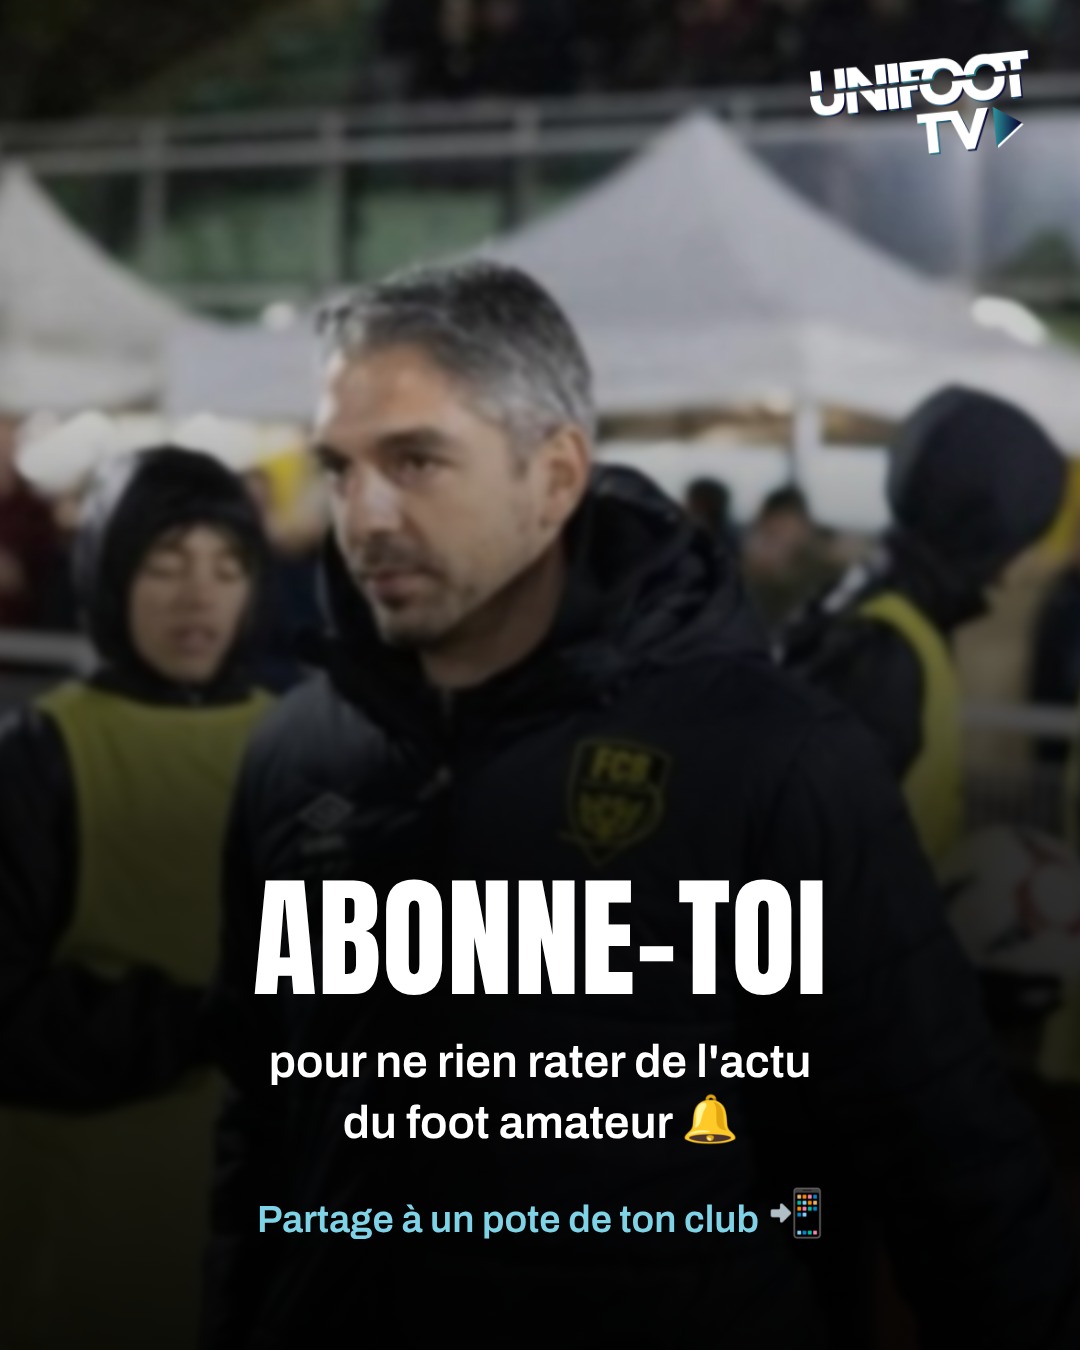 UNIFOOT
TV
FCB
ABONNE-TOI
pour ne rien rater de l'actu
du foot amateur 🔔
Partage à un pote de ton club 📲